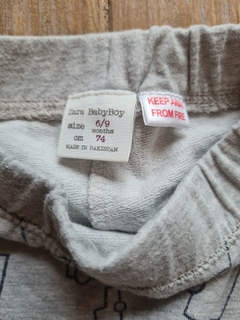 Zara BabyBoy
size 6/9
months
cm 74
MADE IN PAKISTAN
KEEP AWAY
FROM FIRE